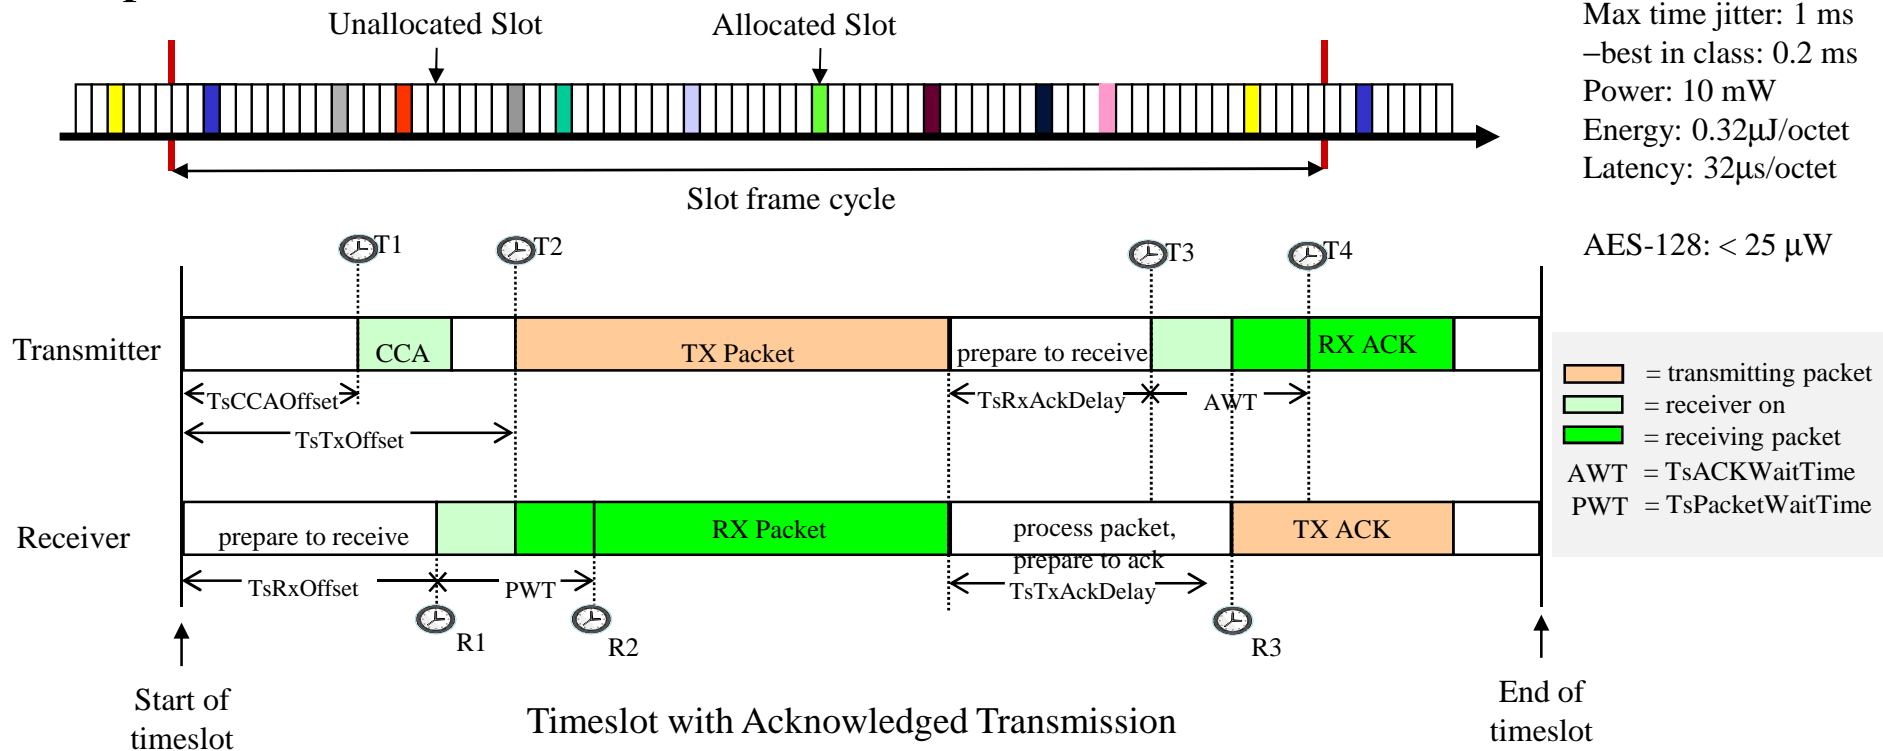 Unallocated Slot
Allocated Slot
Max time jitter: 1 ms
–best in class: 0.2 ms
Power: 10 mW
Energy: 0.32μJ/octet
Latency: 32μs/octet
Slot frame cycle
AES-128: < 25 μW
T1
T2
T3
T4
Transmitter
CCA
TX Packet
prepare to receive
RX ACK
TsCCAOffset
TsRxAckDelay
AWT
TsTxOffset
= transmitting packet
= receiver on
= receiving packet
AWT = TsACKWaitTime
PWT = TsPacketWaitTime
Receiver
prepare to receive
RX Packet
process packet,
prepare to ack
TX ACK
TsRxOffset
PWT
TsTxAckDelay
R1
R2
R3
Start of
timeslot
Timeslot with Acknowledged Transmission
End of
timeslot